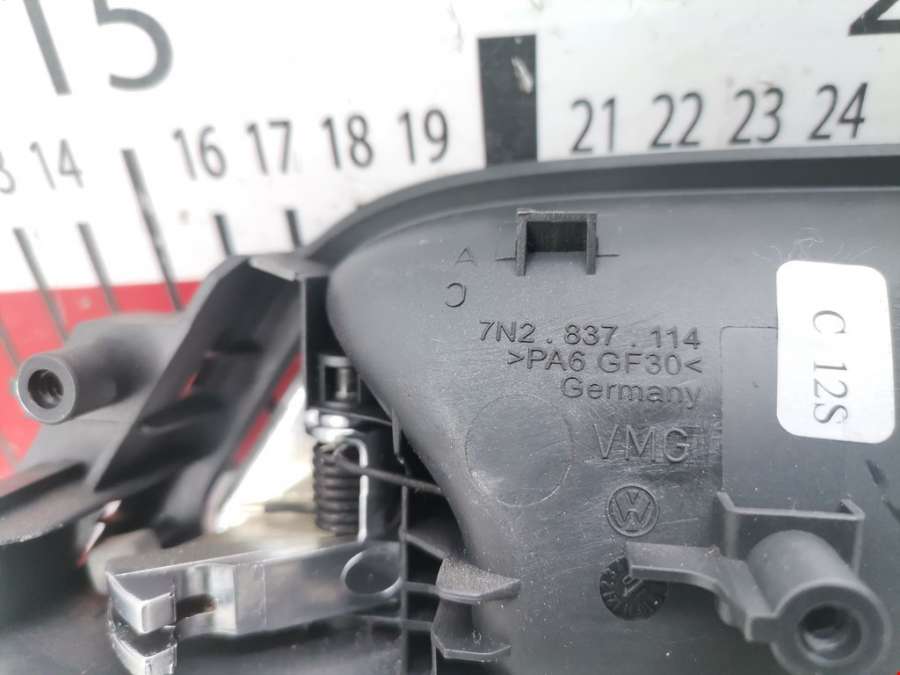 15
13 14 16 17 18 19 21 22 23 24
A
C
7N2 . 837 . 114
>PA6 GF30<
Germany
VMG
C 12S